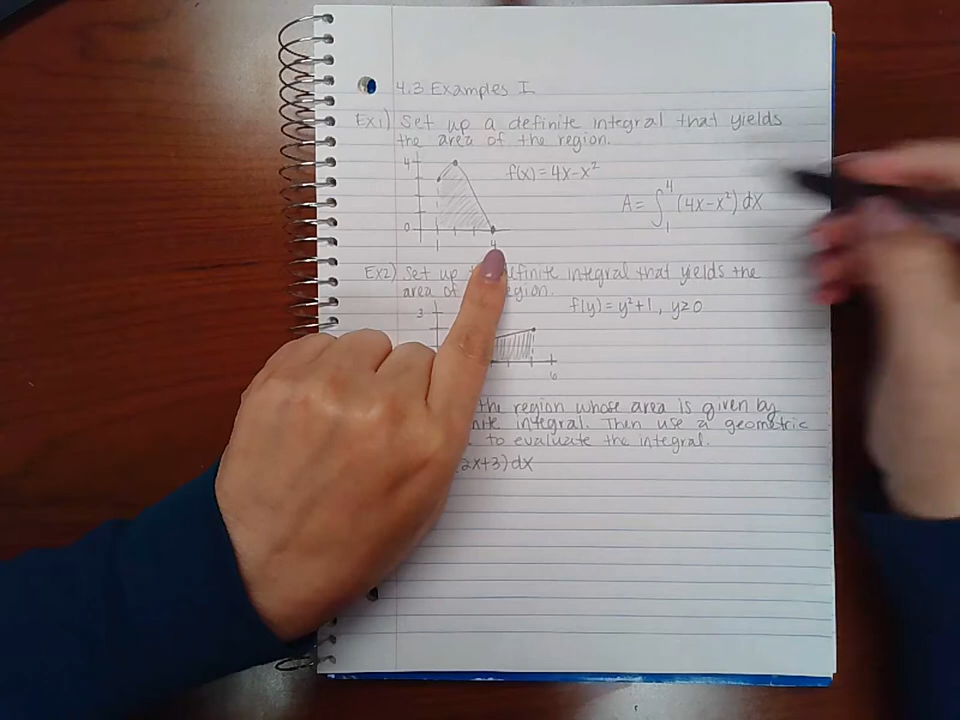 4.3 Examples I
Ex1) Set up a definite integral that yields
the area of the region.
4
f(x) = 4x-x²
A = ∫₁⁴ (4x-x²) dx
0
1
4
Ex2) Set up definite integral that yields the
area of region.
f(y) = y²+1, y≥0
3
6
the region whose area is given by
integral. Then use a geometric
to evaluate the integral.
2x+3) dx